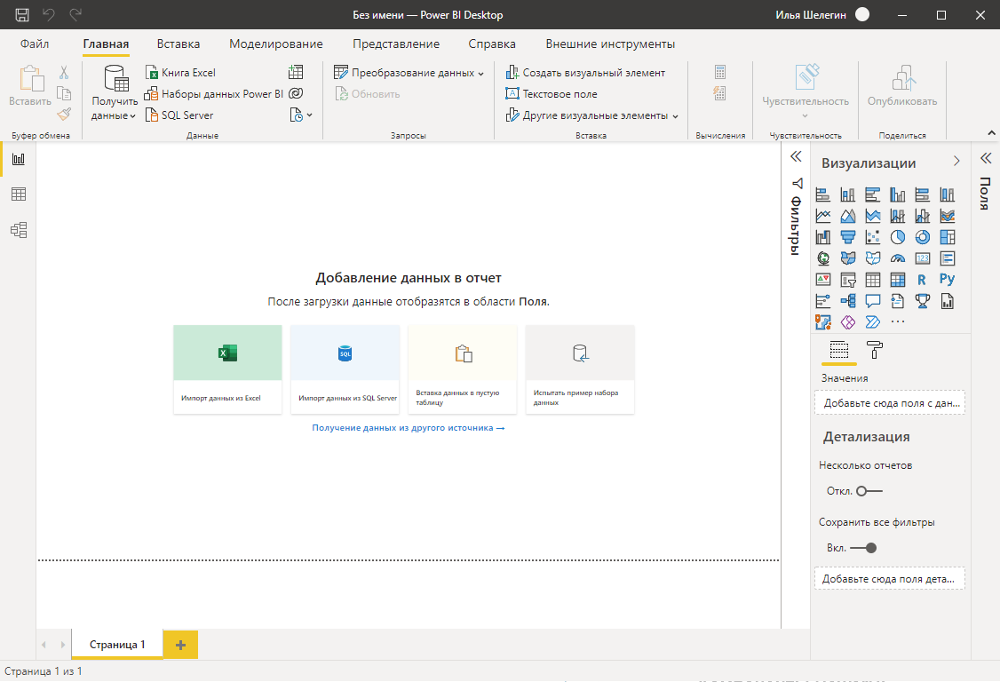 Без имени — Power BI Desktop
Илья Шелегин
Файл Главная Вставка Моделирование Представление Справка Внешние инструменты
Вставить
Буфер обмена
Получить данные
Книга Excel
Наборы данных Power BI
SQL Server
Данные
Преобразование данных
Обновить
Запросы
Создать визуальный элемент
Текстовое поле
Другие визуальные элементы
Вставка
Вычисления
Чувствительность
Чувствительность
Опубликовать
Поделиться
Добавление данных в отчет
После загрузки данные отобразятся в области Поля.
Импорт данных из Excel
SQL
Импорт данных из SQL Server
Вставка данных в пустую
таблицу
Испытать пример набора
данных
Получение данных из другого источника →
Фильтры
Визуализации
123
R
Py
Значения
Добавьте сюда поля с дан...
Детализация
Несколько отчетов
Откл.
Сохранить все фильтры
Вкл.
Добавьте сюда поля дета...
Поля
Страница 1
Страница 1 из 1